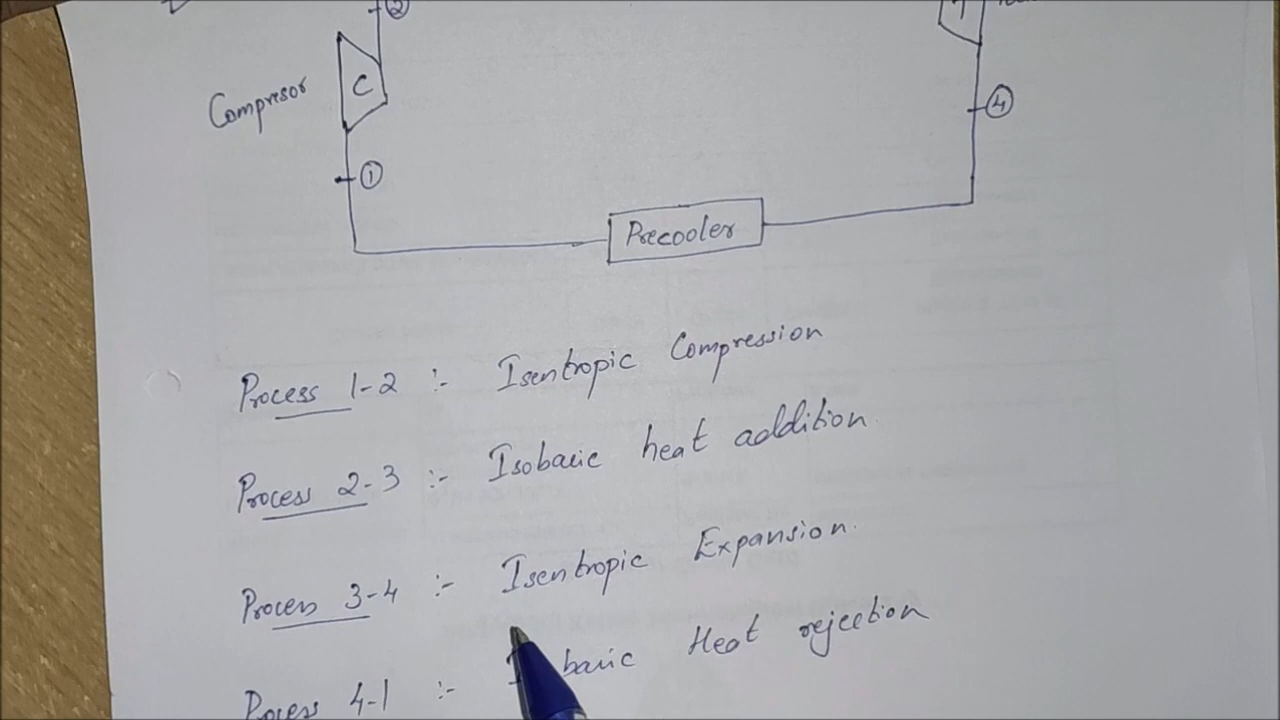 ②
T
Compresor
C
④
①
Precooler
Process 1-2 :- Isentropic Compression
Process 2-3 :- Isobaric heat addition.
Process 3-4 :- Isentropic Expansion.
Process 4-1 :- Heat rejection